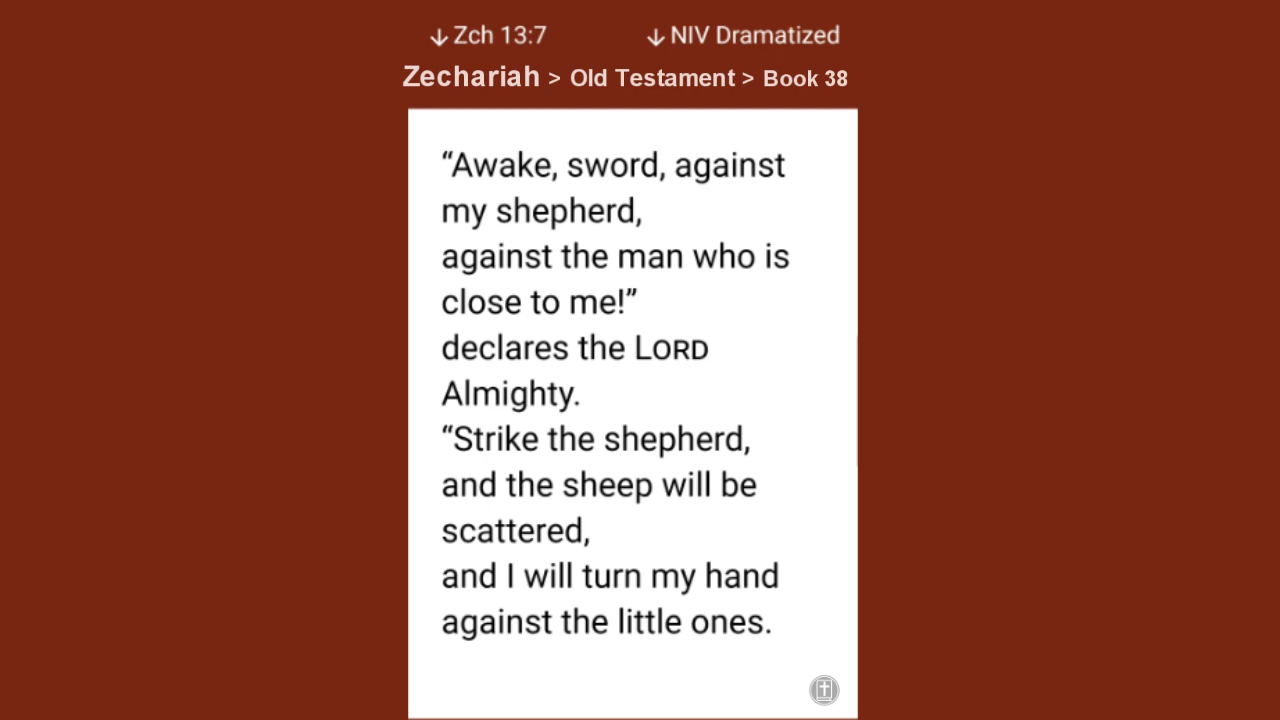 ↓ Zch 13:7 ↓ NIV Dramatized
Zechariah > Old Testament > Book 38
“Awake, sword, against
my shepherd,
against the man who is
close to me!”
declares the LORD
Almighty.
“Strike the shepherd,
and the sheep will be
scattered,
and I will turn my hand
against the little ones.